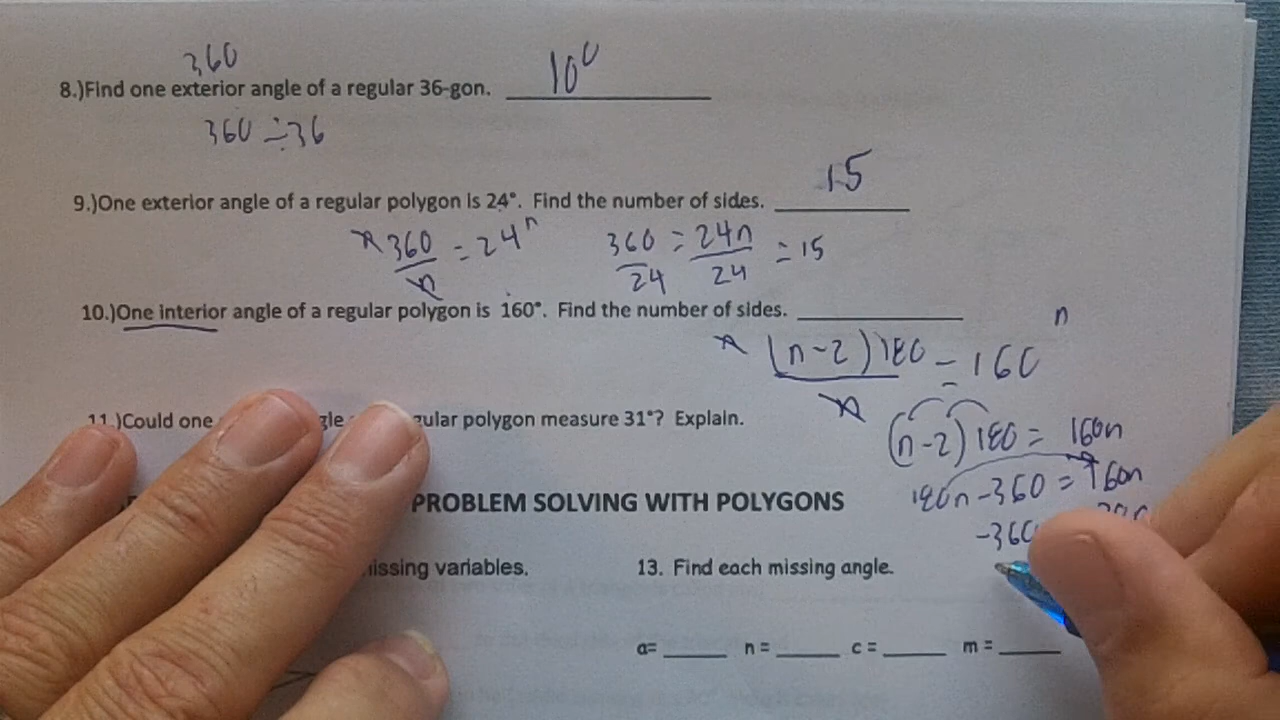 360
8.)Find one exterior angle of a regular 36-gon. 10°
360 ÷ 36
15
9.)One exterior angle of a regular polygon is 24°. Find the number of sides.
n 360 = 24 n
n
360 = 24n = 15
24 24
10.)One interior angle of a regular polygon is 160°. Find the number of sides.
n (n-2)180 = 160 n
n
11.)Could one gular polygon measure 31°? Explain.
(n-2)180 = 160n
180n-360 = 160n
-360
PROBLEM SOLVING WITH POLYGONS
missing variables. 13. Find each missing angle.
a= n = c = m =